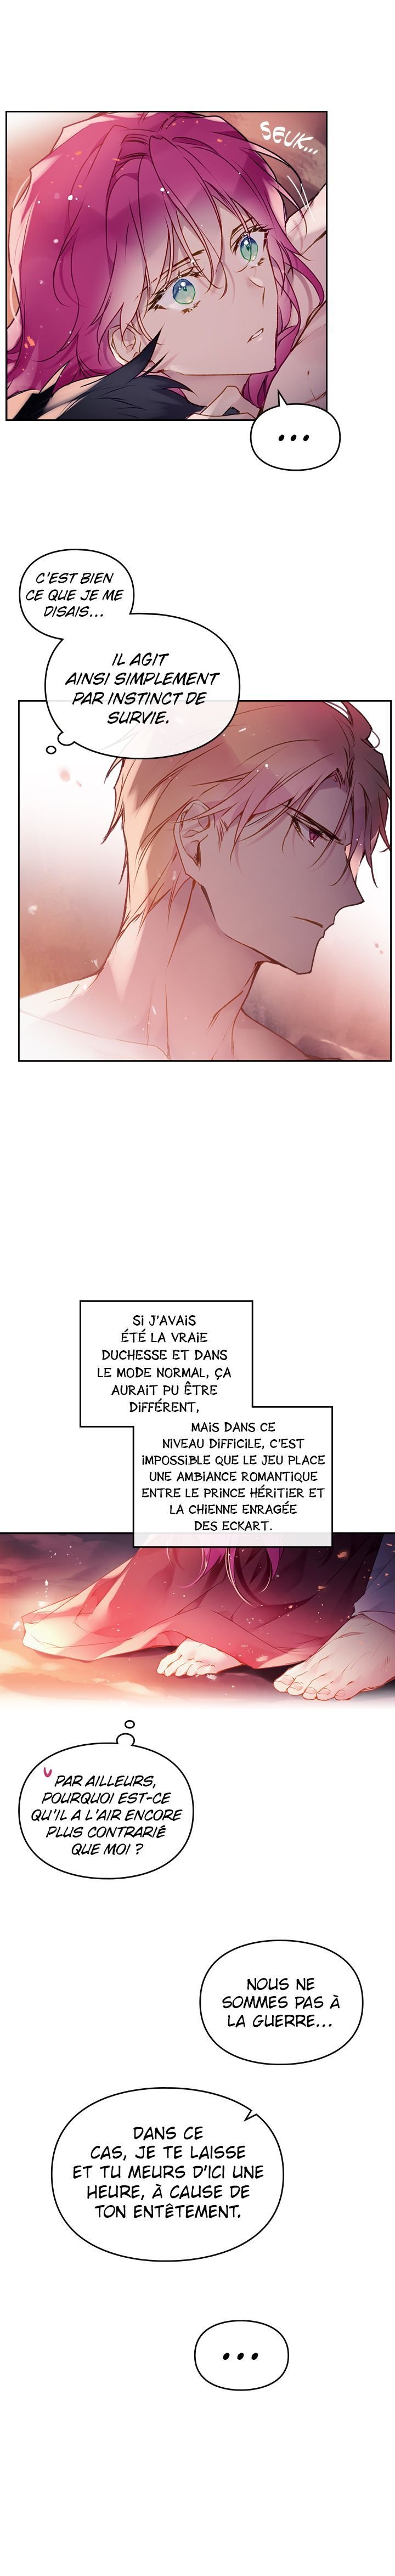 SEUK...
...
C'EST BIEN
CE QUE JE ME
DISAIS...
IL AGIT
AINSI SIMPLEMENT
PAR INSTINCT DE
SURVIE.
SI J'AVAIS
ÉTÉ LA VRAIE
DUCHESSE ET DANS
LE MODE NORMAL, ÇA
AURAIT PU ÊTRE
DIFFÉRENT,
MAIS DANS CE
NIVEAU DIFFICILE, C'EST
IMPOSSIBLE QUE LE JEU PLACE
UNE AMBIANCE ROMANTIQUE
ENTRE LE PRINCE HÉRITIER ET
LA CHIENNE ENRAGÉE
DES ECKART.
PAR AILLEURS,
POURQUOI EST-CE
QU'IL A L'AIR ENCORE
PLUS CONTRARIÉ
QUE MOI ?
NOUS NE
SOMMES PAS À
LA GUERRE...
DANS CE
CAS, JE TE LAISSE
ET TU MEURS D'ICI UNE
HEURE, À CAUSE DE
TON ENTÊTEMENT.
...